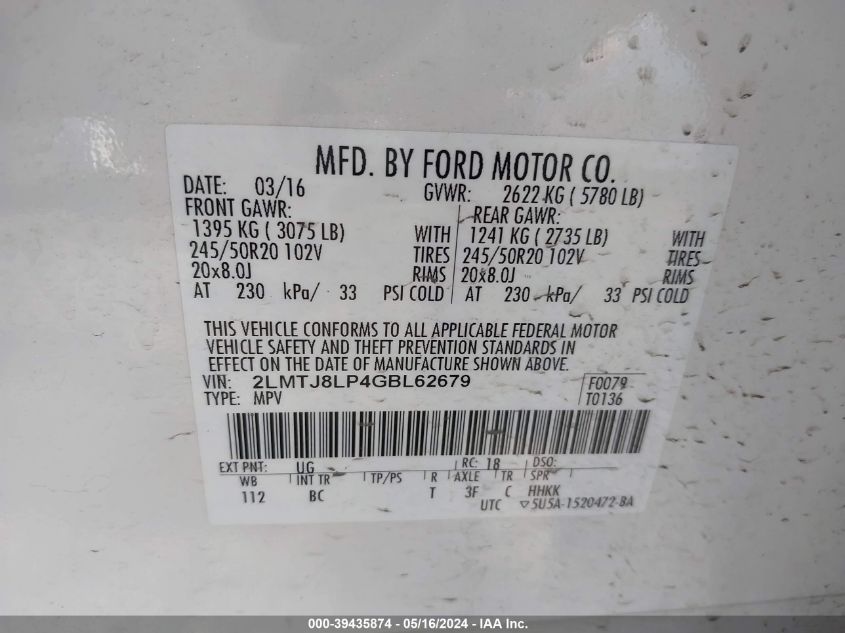 MFD. BY FORD MOTOR CO.
DATE: 03/16 GVWR: 2622 KG ( 5780 LB)
FRONT GAWR: REAR GAWR:
1395 KG ( 3075 LB) WITH 1241 KG ( 2735 LB) WITH
245/50R20 102V TIRES 245/50R20 102V TIRES
20x8.0J RIMS 20x8.0J RIMS
AT 230 kPa/ 33 PSI COLD AT 230 kPa/ 33 PSI COLD
THIS VEHICLE CONFORMS TO ALL APPLICABLE FEDERAL MOTOR
VEHICLE SAFETY AND THEFT PREVENTION STANDARDS IN
EFFECT ON THE DATE OF MANUFACTURE SHOWN ABOVE.
VIN: 2LMTJ8LP4GBL62679 F0079
TYPE: MPV T0136
EXT PNT: UG RC: 18 DSO:
WB INT TR TP/PS R AXLE TR SPR
112 BC T 3F C HHKK
UTC ▽5U5A-1520472-BA
000-39435874 - 05/16/2024 - IAA Inc.